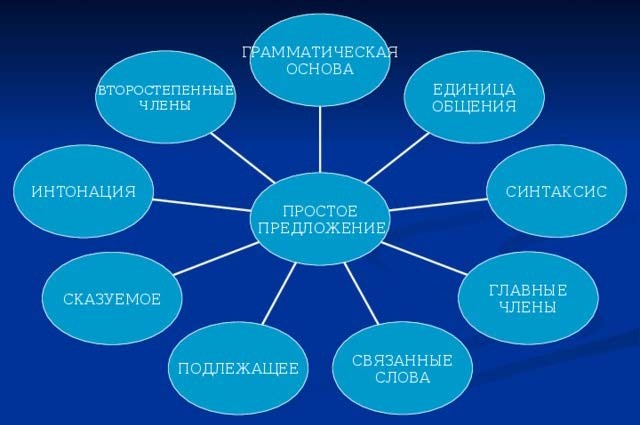 ГРАММАТИЧЕСКАЯ
ОСНОВА
ЕДИНИЦА
ОБЩЕНИЯ
СИНТАКСИС
ГЛАВНЫЕ
ЧЛЕНЫ
СВЯЗАННЫЕ
СЛОВА
ПОДЛЕЖАЩЕЕ
СКАЗУЕМОЕ
ИНТОНАЦИЯ
ВТОРОСТЕПЕННЫЕ
ЧЛЕНЫ
ПРОСТОЕ
ПРЕДЛОЖЕНИЕ